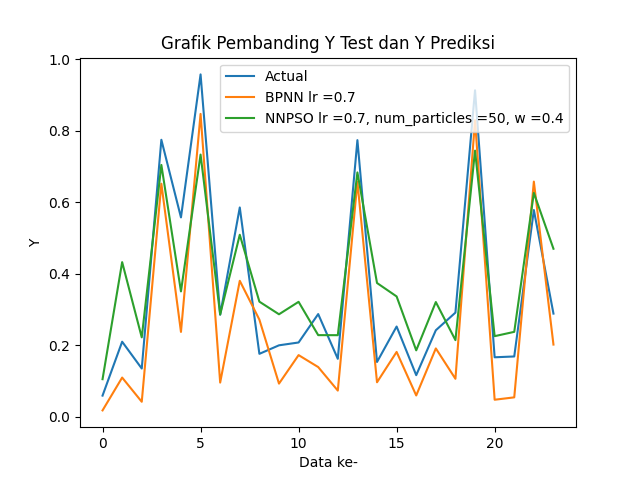 Grafik Pembanding Y Test dan Y Prediksi
Actual
BPNN lr =0.7
NNPSO lr =0.7, num_particles =50, w =0.4
1.0
0.8
0.6
0.4
0.2
0.0
Y
0 5 10 15 20
Data ke-